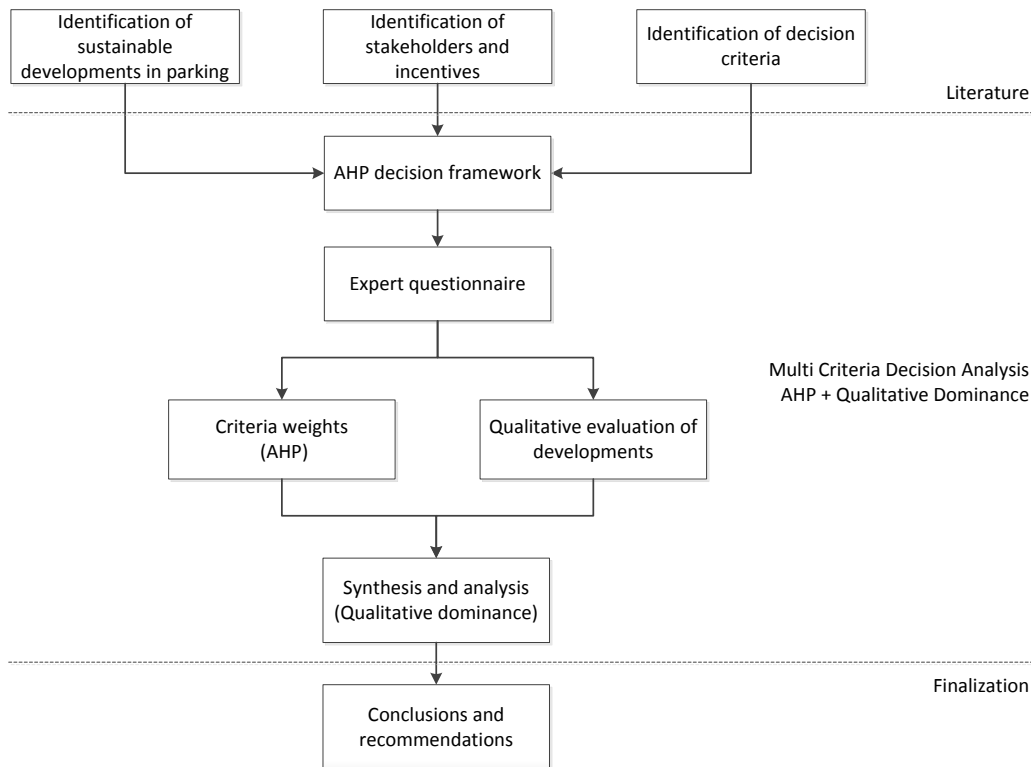 Identification of
sustainable
developments in parking
Identification of
stakeholders and
incentives
Identification of decision
criteria
Literature
AHP decision framework
Expert questionnaire
Multi Criteria Decision Analysis
AHP + Qualitative Dominance
Criteria weights
(AHP)
Qualitative evaluation of
developments
Synthesis and analysis
(Qualitative dominance)
Finalization
Conclusions and
recommendations